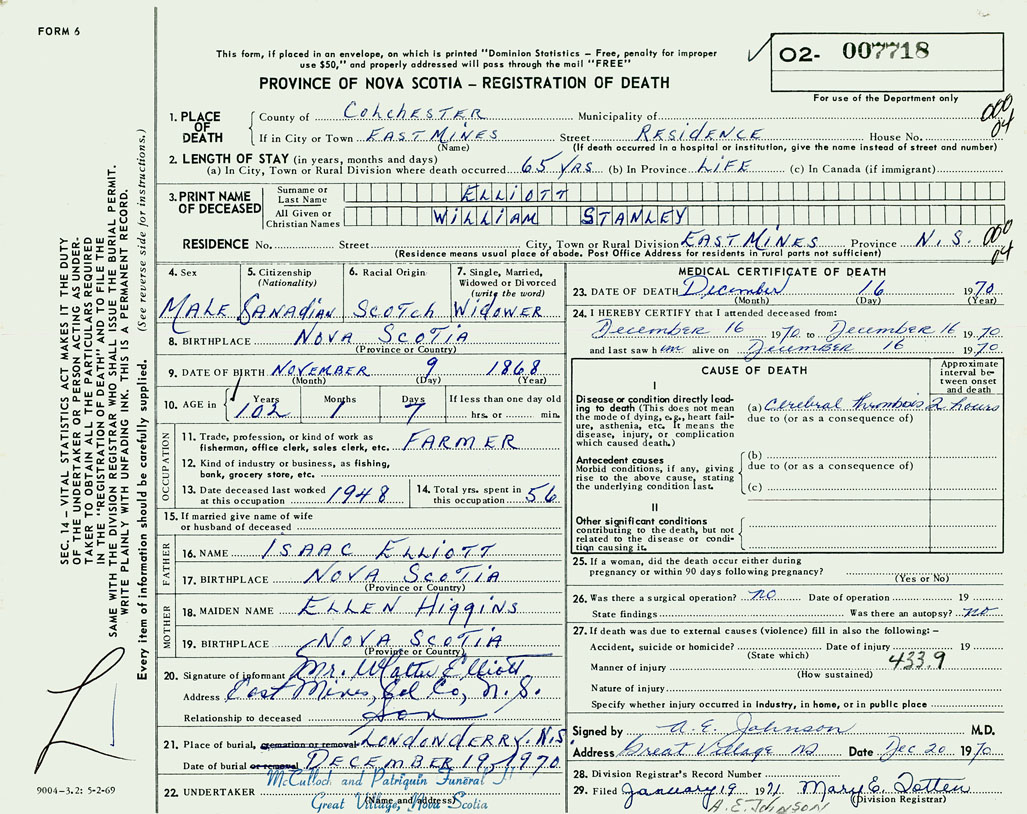 FORM 6
This form, if placed in an envelope, on which is printed "Dominion Statistics – Free, penalty for improper
use $50," and properly addressed will pass through the mail "FREE"
PROVINCE OF NOVA SCOTIA – REGISTRATION OF DEATH
02- 007718
For use of the Department only
000
04
1. PLACE OF DEATH
County of COLCHESTER Municipality of
If in City or Town EAST MINES Street RESIDENCE House No.
(Name) (If death occurred in a hospital or institution, give the name instead of street and number)
2. LENGTH OF STAY (in years, months and days)
(a) In City, Town or Rural Division where death occurred 65 YRS (b) In Province LIFE (c) In Canada (if immigrant)
3. PRINT NAME OF DECEASED
Surname or Last Name ELLIOTT
All Given or Christian Names WILLIAM STANLEY
RESIDENCE No. Street City, Town or Rural Division EAST MINES Province N. S.
000
04
(Residence means usual place of abode. Post Office Address for residents in rural parts not sufficient)
4. Sex
MALE
5. Citizenship
(Nationality)
CANADIAN
6. Racial Origin
SCOTCH
7. Single, Married,
Widowed or Divorced
(write the word)
WIDOWER
8. BIRTHPLACE NOVA SCOTIA
(Province or Country)
9. DATE OF BIRTH NOVEMBER 9 1868
(Month) (Day) (Year)
10. AGE in Years Months Days If less than one day old
102 1 7 hrs. or min.
OCCUPATION
11. Trade, profession, or kind of work as
fisherman, office clerk, sales clerk, etc. FARMER
12. Kind of industry or business, as fishing,
bank, grocery store, etc.
13. Date deceased last worked
at this occupation 1948
14. Total yrs. spent in
this occupation 56
15. If married give name of wife
or husband of deceased
FATHER
16. NAME ISAAC ELLIOTT
17. BIRTHPLACE NOVA SCOTIA
(Province or Country)
MOTHER
18. MAIDEN NAME ELLEN HIGGINS
19. BIRTHPLACE NOVA SCOTIA
(Province or Country)
20. Signature of informant Mr. Walter Elliott
Address East Mines, Col Co, N. S.
Relationship to deceased Son
21. Place of burial, cremation or removal LONDONDERRY. N.S
Date of burial or removal DECEMBER 19, 1970
22. UNDERTAKER
McCulloch and Patriquin Funeral
(Name and address)
Great Village, Nova Scotia
MEDICAL CERTIFICATE OF DEATH
23. DATE OF DEATH December 16 1970
(Month) (Day) (Year)
24. I HEREBY CERTIFY that I attended deceased from:
December 16 1970 to December 16 1970
and last saw him alive on December 16 1970
CAUSE OF DEATH
Approximate
interval be-
tween onset
and death
I
Disease or condition directly lead-
ing to death (This does not mean
the mode of dying, e.g., heart fail-
ure, asthenia, etc. It means the
disease, injury, or complication
which caused death.)
(a) Cerebral thrombosis 2 hours
due to (or as a consequence of)
Antecedent causes
Morbid conditions, if any, giving
rise to the above cause, stating
the underlying condition last.
(b)
due to (or as a consequence of)
(c)
II
Other significant conditions
contributing to the death, but not
related to the disease or condi-
tion causing it.
25. If a woman, did the death occur either during
pregnancy or within 90 days following pregnancy?
(Yes or No)
26. Was there a surgical operation? no Date of operation 19
State findings Was there an autopsy? no
27. If death was due to external causes (violence) fill in also the following: –
Accident, suicide or homicide? Date of injury 19
(State which)
433.9
Manner of injury
(How sustained)
Nature of injury
Specify whether injury occurred in industry, in home, or in public place
Signed by A. E. Johnson M.D.
Address Great Village NS Date Dec 20 1970
28. Division Registrar's Record Number
29. Filed January 19 1971 Mary E. Totten
(Division Registrar)
A. E. JOHNSON
SEC. 14 – VITAL STATISTICS ACT MAKES IT THE DUTY
OF THE UNDERTAKER OR PERSON ACTING AS UNDER-
TAKER TO OBTAIN ALL THE PARTICULARS REQUIRED
IN THE "REGISTRATION OF DEATH" AND TO FILE THE
SAME WITH THE DIVISION REGISTRAR WHO SHALL ISSUE THE BURIAL PERMIT.
WRITE PLAINLY WITH UNFADING INK. THIS IS A PERMANENT RECORD.
Every item of information should be carefully supplied. (See reverse side for instructions.)
9004-3.2: 5-2-69